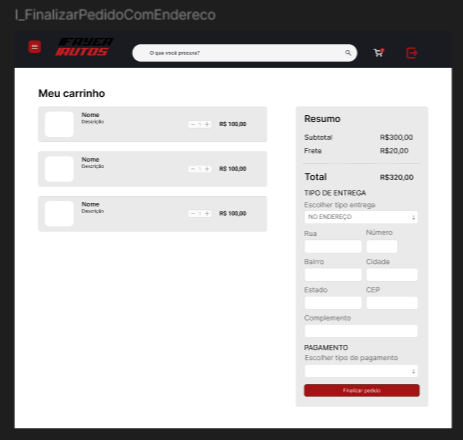 I_FinalizarPedidoComEndereco
FAYER
AUTOS
O que você procura?
Meu carrinho
Nome
Descrição
- 1 +
R$ 100,00
Nome
Descrição
- 1 +
R$ 100,00
Nome
Descrição
- 1 +
R$ 100,00
Resumo
Subtotal R$300,00
Frete R$20,00
Total R$320,00
TIPO DE ENTREGA
Escolher tipo entrega
NO ENDEREÇO
Rua Número
Bairro Cidade
Estado CEP
Complemento
PAGAMENTO
Escolher tipo de pagamento
Finalizar pedido